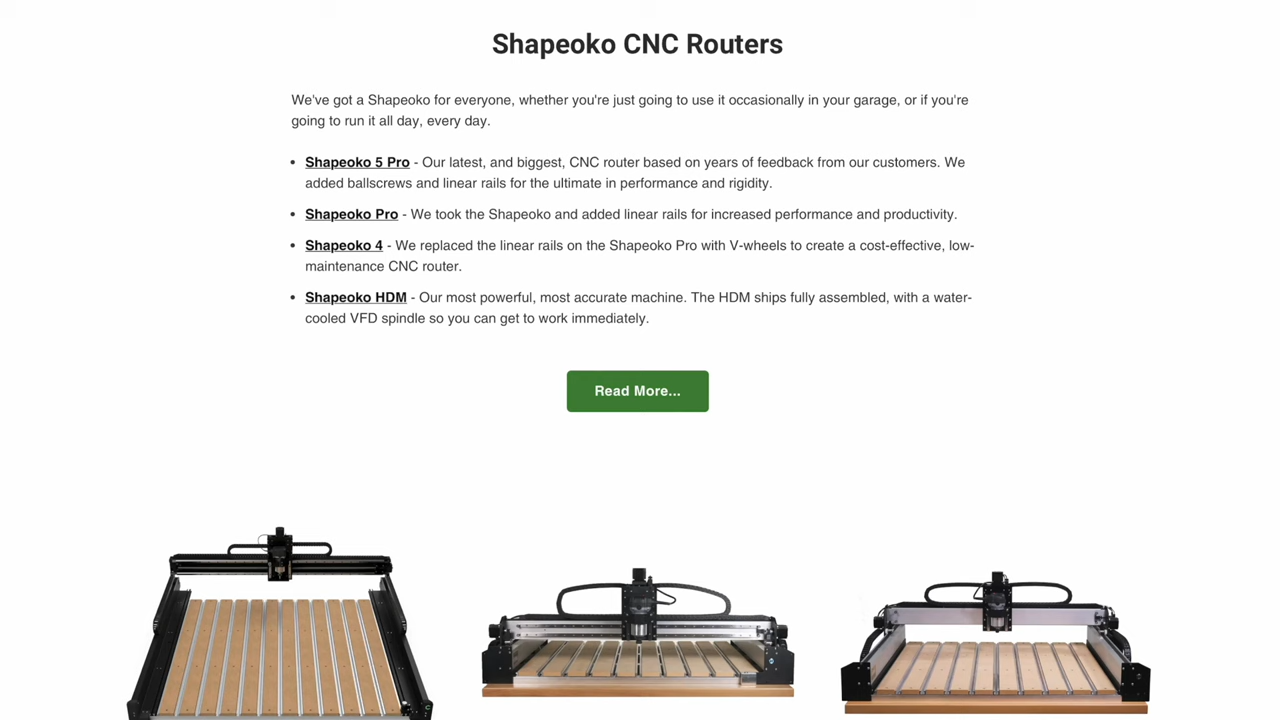 Shapeoko CNC Routers
We've got a Shapeoko for everyone, whether you're just going to use it occasionally in your garage, or if you're
going to run it all day, every day.
• Shapeoko 5 Pro - Our latest, and biggest, CNC router based on years of feedback from our customers. We
added ballscrews and linear rails for the ultimate in performance and rigidity.
• Shapeoko Pro - We took the Shapeoko and added linear rails for increased performance and productivity.
• Shapeoko 4 - We replaced the linear rails on the Shapeoko Pro with V-wheels to create a cost-effective, low-
maintenance CNC router.
• Shapeoko HDM - Our most powerful, most accurate machine. The HDM ships fully assembled, with a water-
cooled VFD spindle so you can get to work immediately.
Read More...